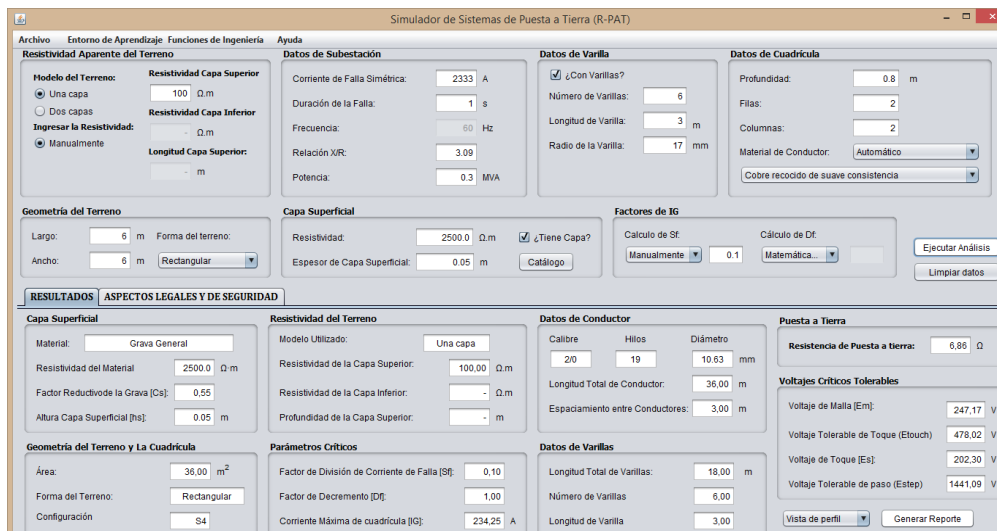 Simulador de Sistemas de Puesta a Tierra (R-PAT)
Archivo Entorno de Aprendizaje Funciones de Ingeniería Ayuda
Resistividad Aparente del Terreno
Modelo del Terreno:
Una capa
Dos capas
Ingresar la Resistividad:
Manualmente
Resistividad Capa Superior
100 Ω.m
Resistividad Capa Inferior
- Ω.m
Longitud Capa Superior:
- m
Datos de Subestación
Corriente de Falla Simétrica: 2333 A
Duración de la Falla: 1 s
Frecuencia: 60 Hz
Relación X/R: 3.09
Potencia: 0.3 MVA
Datos de Varilla
¿Con Varillas?
Número de Varillas: 6
Longitud de Varilla: 3 m
Radio de la Varilla: 17 mm
Datos de Cuadrícula
Profundidad: 0.8 m
Filas: 2
Columnas: 2
Material de Conductor: Automático
Cobre recocido de suave consistencia
Geometría del Terreno
Largo: 6 m Forma del terreno:
Ancho: 6 m Rectangular
Capa Superficial
Resistividad: 2500.0 Ω.m ¿Tiene Capa?
Espesor de Capa Superficial: 0.05 m Catálogo
Factores de IG
Calculo de Sf: Cálculo de Df:
Manualmente 0.1 Matemática...
Ejecutar Análisis
Limpiar datos
RESULTADOS ASPECTOS LEGALES Y DE SEGURIDAD
Capa Superficial
Material: Grava General
Resistividad del Material 2500.0 Ω·m
Factor Reductivode la Grava [Cs]: 0,55
Altura Capa Superficial [hs]: 0.05 m
Resistividad del Terreno
Modelo Utilizado: Una capa
Resistividad de la Capa Superior: 100,00 Ω.m
Resistividad de la Capa Inferior: - Ω.m
Profundidad de la Capa Superior: - m
Datos de Conductor
Calibre Hilos Diámetro
2/0 19 10.63 mm
Longitud Total de Conductor: 36,00 m
Espaciamiento entre Conductores: 3,00 m
Puesta a Tierra
Resistencia de Puesta a tierra: 6,86 Ω
Voltajes Críticos Tolerables
Voltaje de Malla [Em]: 247,17 V
Voltaje Tolerable de Toque (Etouch) 478,02 V
Voltaje de Toque [Es]: 202,30 V
Voltaje Tolerable de paso (Estep) 1441,09 V
Geometría del Terreno y La Cuadrícula
Área: 36,00 m²
Forma del Terreno: Rectangular
Configuración S4
Parámetros Críticos
Factor de División de Corriente de Falla [Sf]: 0,10
Factor de Decremento [Df]: 1,00
Corriente Máxima de cuadrícula [IG]: 234,25 A
Datos de Varillas
Longitud Total de Varillas: 18,00 m
Número de Varillas 6,00
Longitud de Varilla 3,00
Vista de perfil Generar Reporte